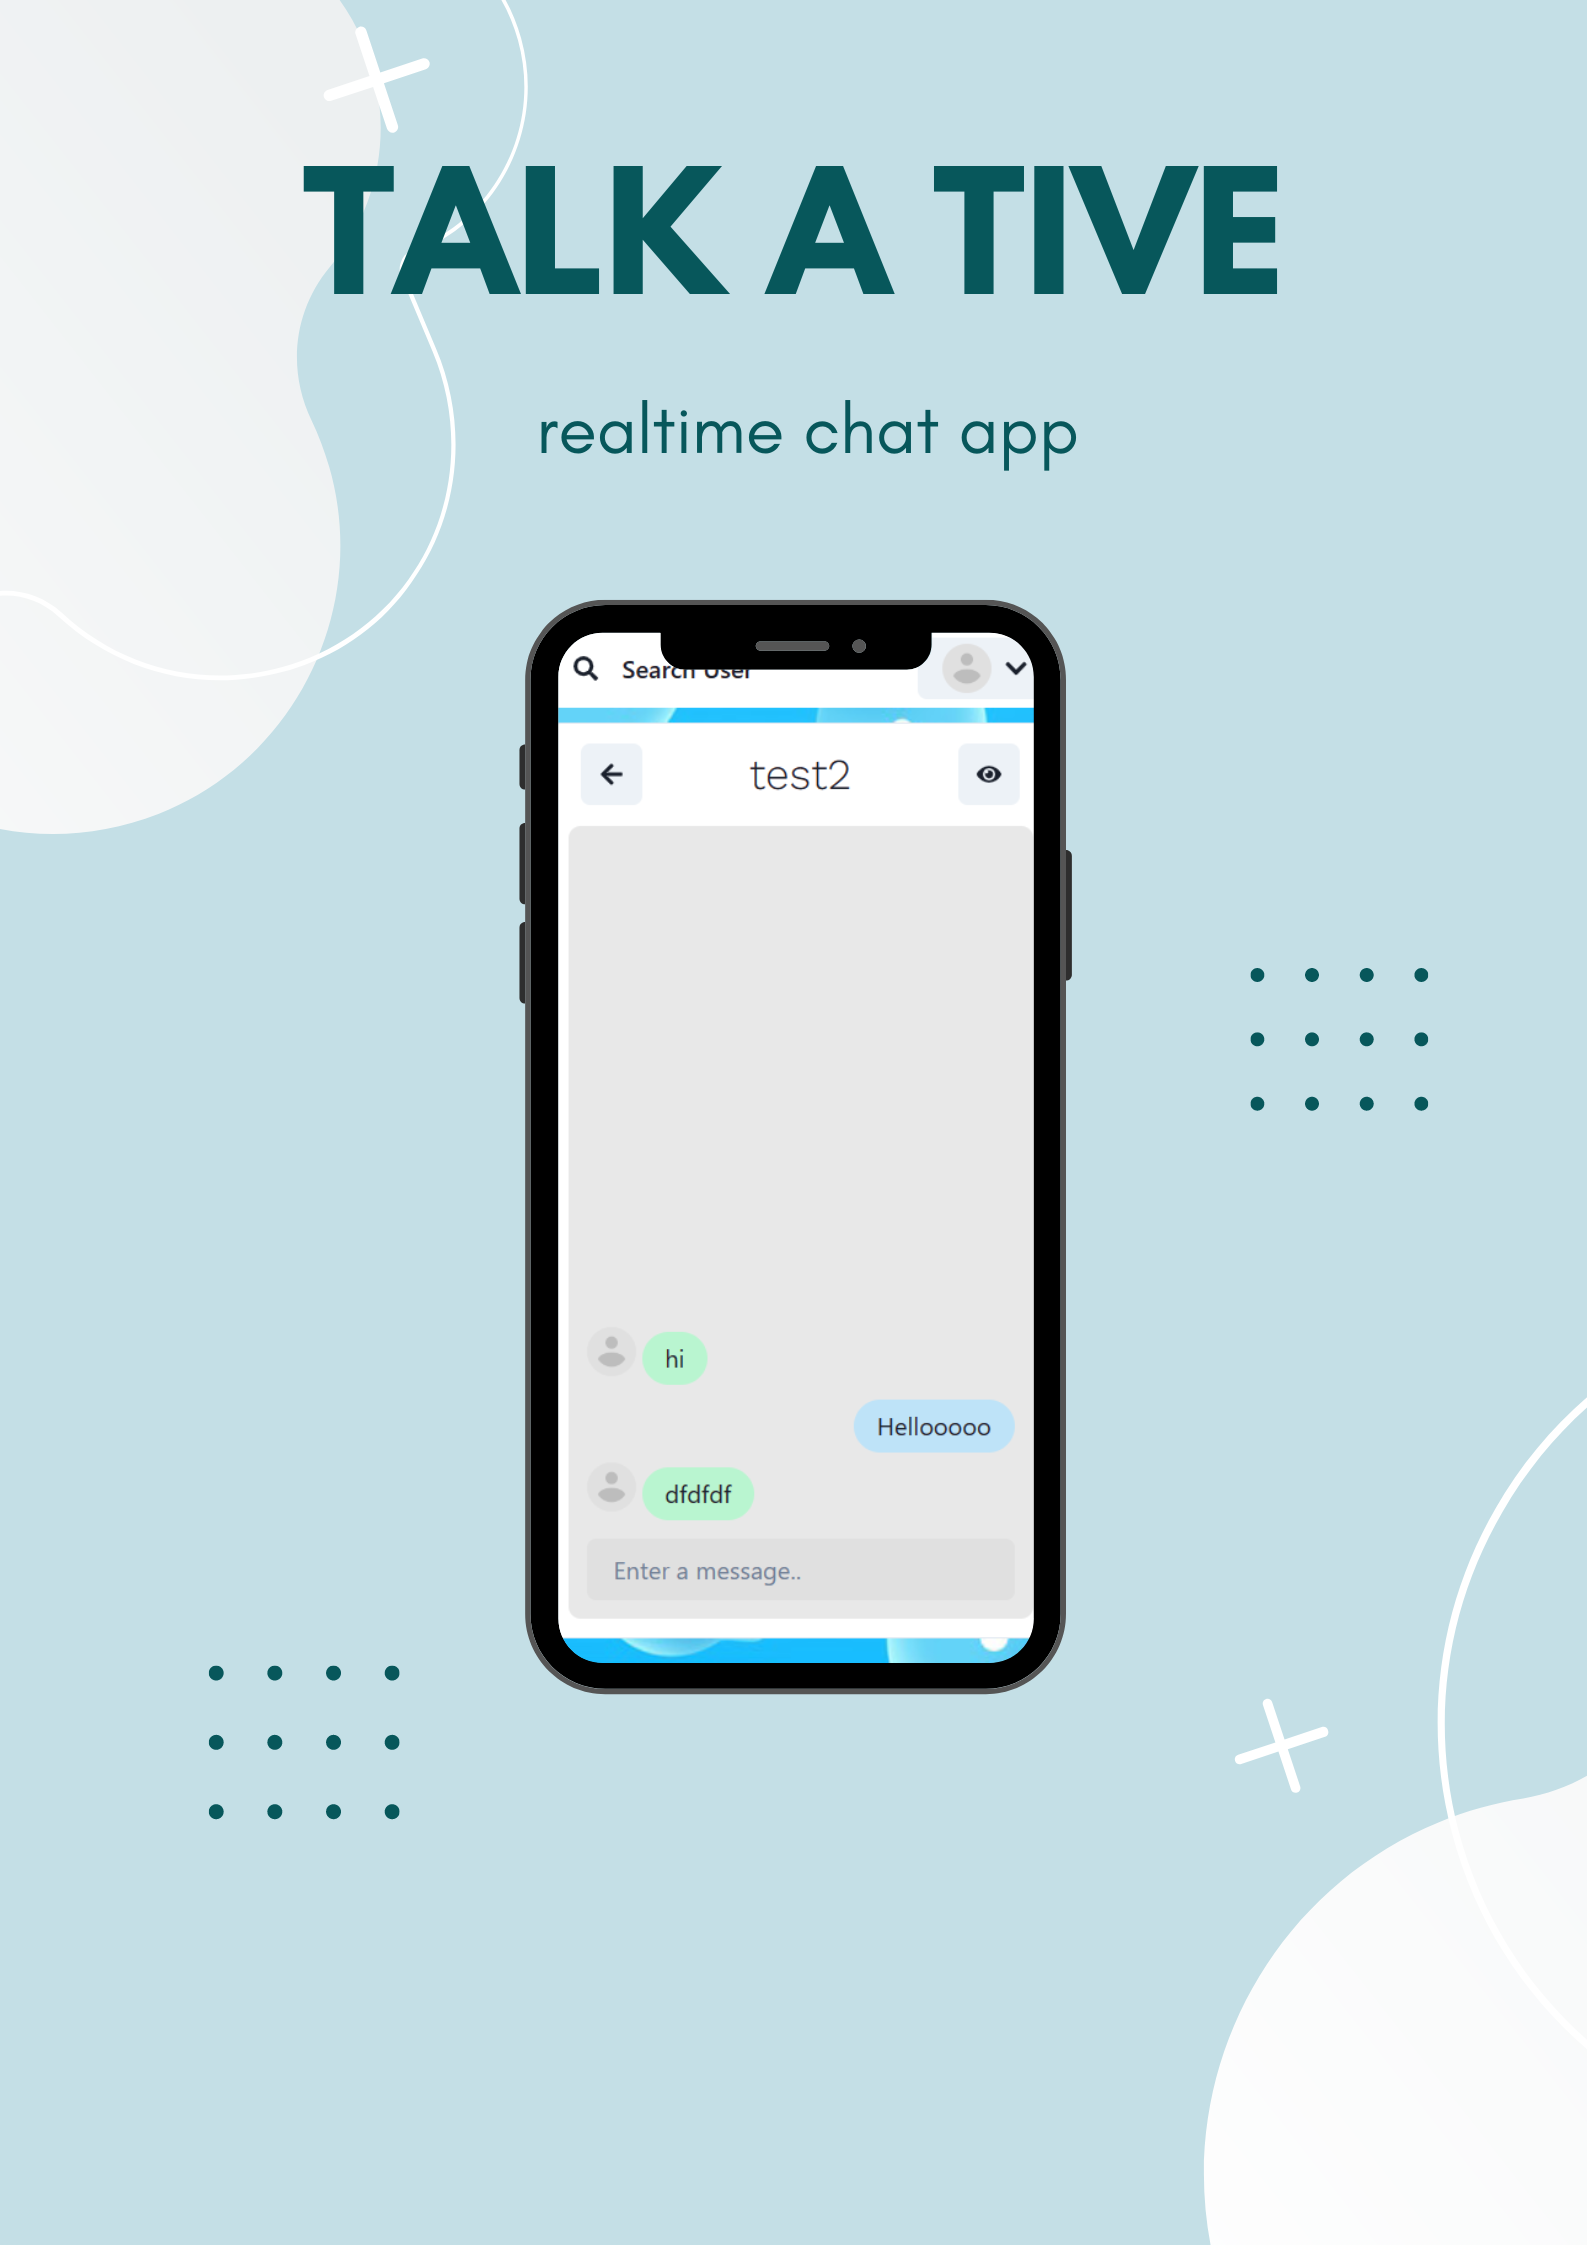 TALK A TIVE
realtime chat app
Search User
test2
hi
Hellooooo
dfdfdf
Enter a message..